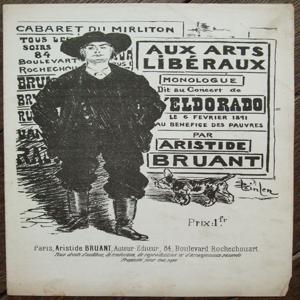 CABARET DU MIRLITON
TOUS LES
SOIRS
84
BOULEVARD
ROCHECHOU
AUX ARTS
LIBÉRAUX
MONOLOGUE
Dit au Concert de
L'ELDORADO
LE 6 FEVRIER 1891
AU BENEFICE DES PAUVRES
PAR
ARISTIDE
BRUANT
Prix: 1fr
Paris, Aristide BRUANT, Auteur-Editeur, 84, Boulevard Rochechouart.